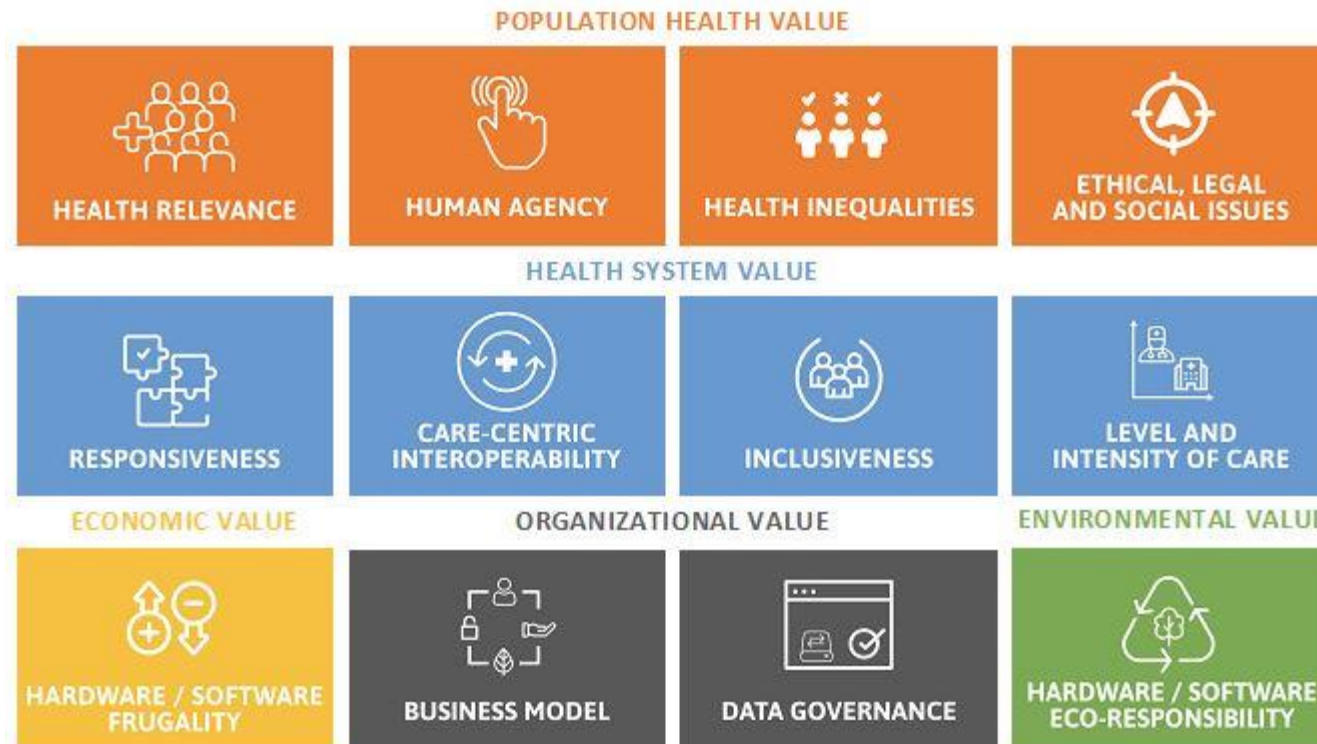 POPULATION HEALTH VALUE
HEALTH RELEVANCE
HUMAN AGENCY
HEALTH INEQUALITIES
ETHICAL, LEGAL
AND SOCIAL ISSUES
HEALTH SYSTEM VALUE
RESPONSIVENESS
CARE-CENTRIC
INTEROPERABILITY
INCLUSIVENESS
LEVEL AND
INTENSITY OF CARE
ECONOMIC VALUE
ORGANIZATIONAL VALUE
ENVIRONMENTAL VALUE
HARDWARE / SOFTWARE
FRUGALITY
BUSINESS MODEL
DATA GOVERNANCE
HARDWARE / SOFTWARE
ECO-RESPONSIBILITY